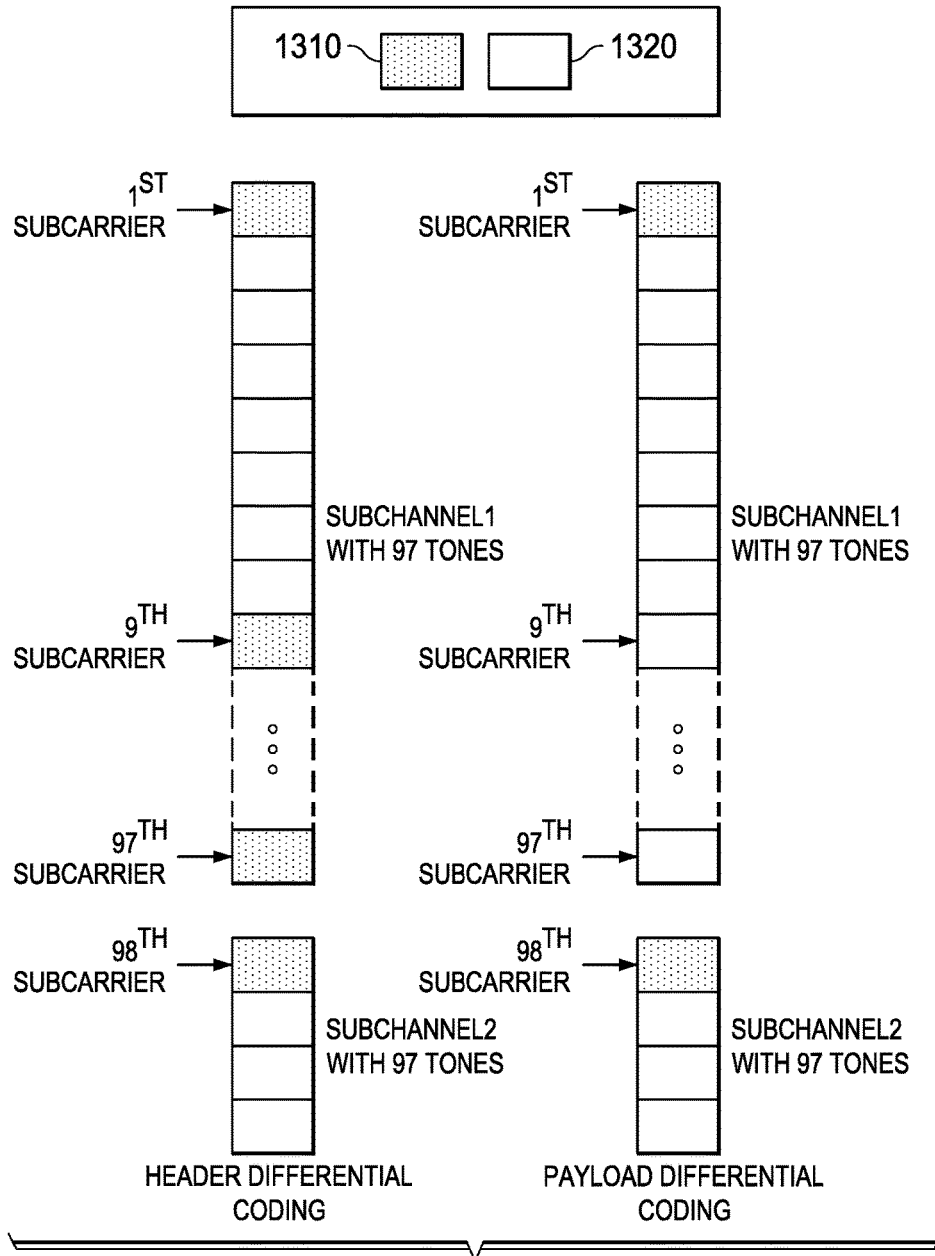 1310
1320
1ST
SUBCARRIER
1ST
SUBCARRIER
SUBCHANNEL1
WITH 97 TONES
SUBCHANNEL1
WITH 97 TONES
9TH
SUBCARRIER
9TH
SUBCARRIER
97TH
SUBCARRIER
97TH
SUBCARRIER
98TH
SUBCARRIER
98TH
SUBCARRIER
SUBCHANNEL2
WITH 97 TONES
SUBCHANNEL2
WITH 97 TONES
HEADER DIFFERENTIAL
CODING
PAYLOAD DIFFERENTIAL
CODING